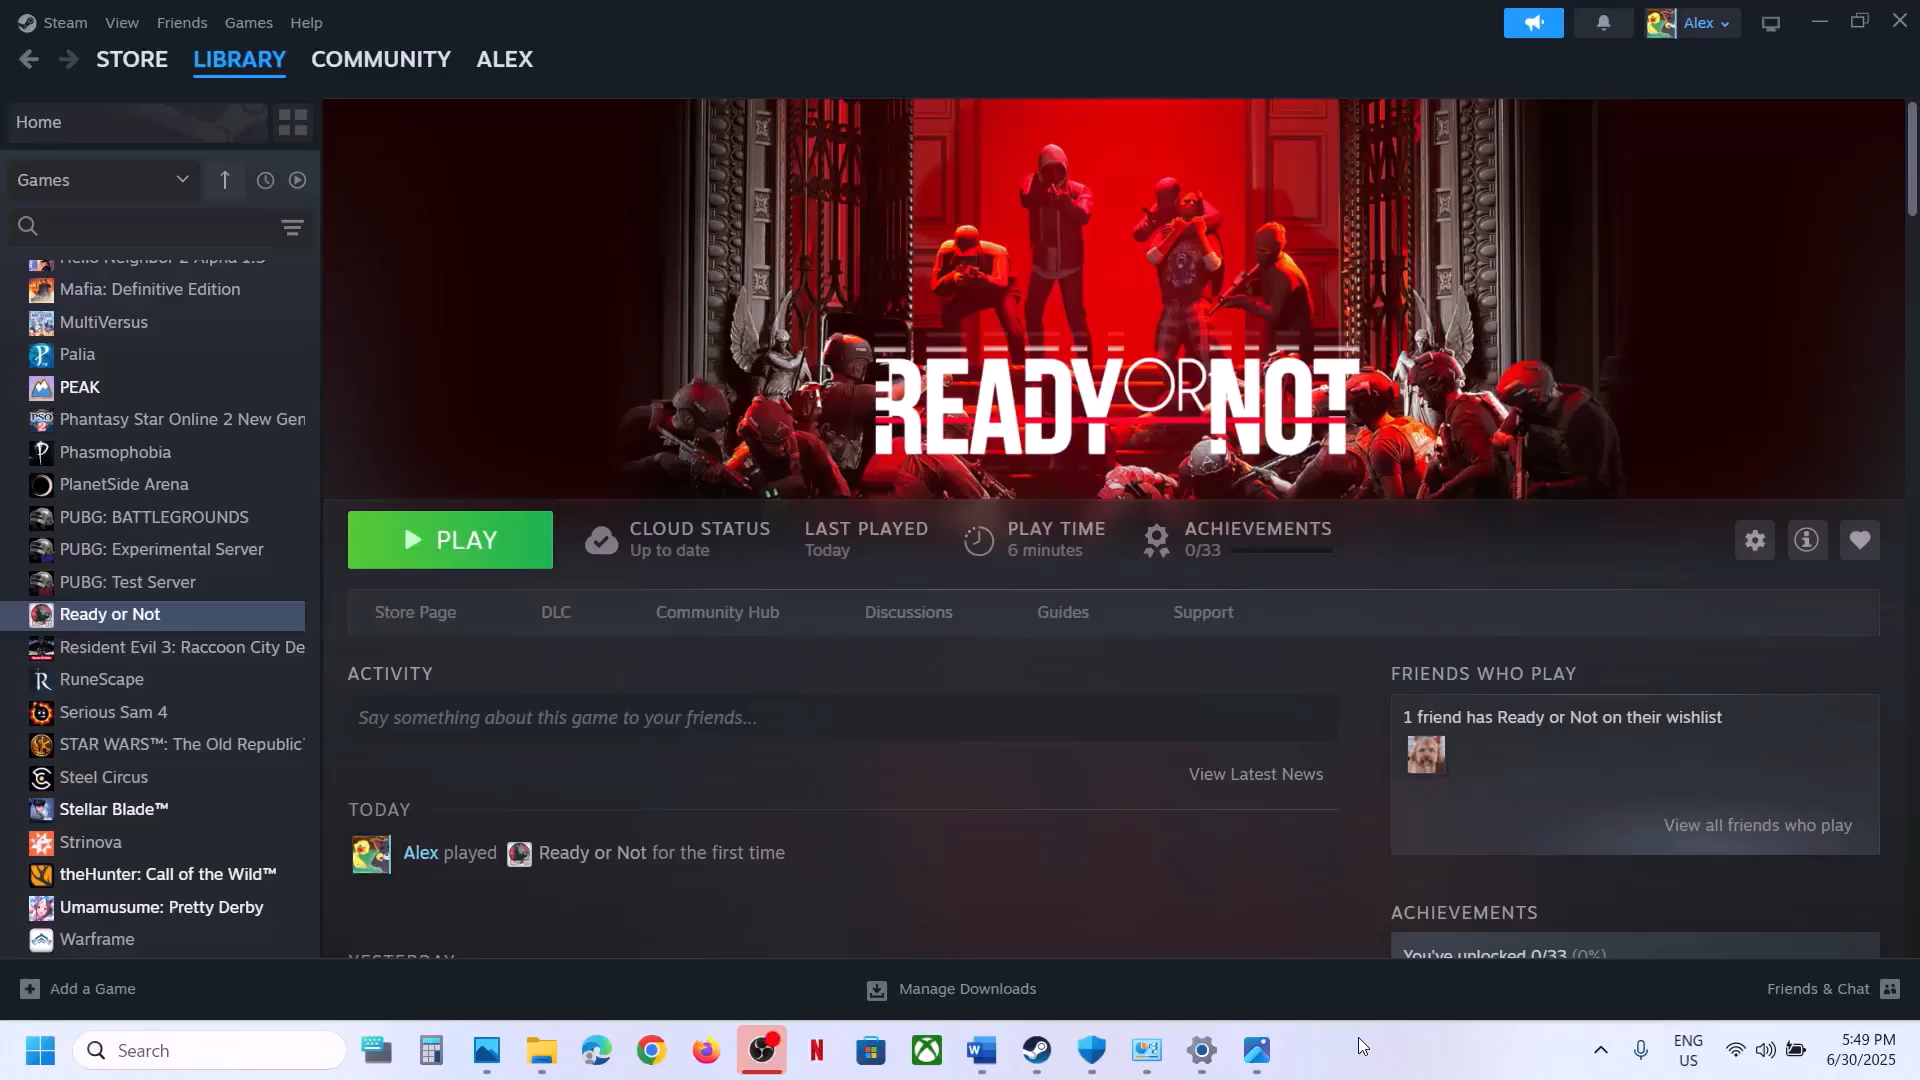 Steam View Friends Games Help
Alex
STORE LIBRARY COMMUNITY ALEX
Home
Games
Hello Neighbor 2 Alpha 1.5
Mafia: Definitive Edition
MultiVersus
Palia
PEAK
Phantasy Star Online 2 New Gen
Phasmophobia
PlanetSide Arena
PUBG: BATTLEGROUNDS
PUBG: Experimental Server
PUBG: Test Server
Ready or Not
Resident Evil 3: Raccoon City De
RuneScape
Serious Sam 4
STAR WARS™: The Old Republic
Steel Circus
Stellar Blade™
Strinova
theHunter: Call of the Wild™
Umamusume: Pretty Derby
Warframe
READY OR NOT
PLAY
CLOUD STATUS
Up to date
LAST PLAYED
Today
PLAY TIME
6 minutes
ACHIEVEMENTS
0/33
Store Page DLC Community Hub Discussions Guides Support
ACTIVITY
Say something about this game to your friends...
View Latest News
TODAY
Alex played Ready or Not for the first time
YESTERDAY
FRIENDS WHO PLAY
1 friend has Ready or Not on their wishlist
View all friends who play
ACHIEVEMENTS
You've unlocked 0/33 (0%)
Add a Game
Manage Downloads
Friends & Chat
Search
ENG
US
5:49 PM
6/30/2025